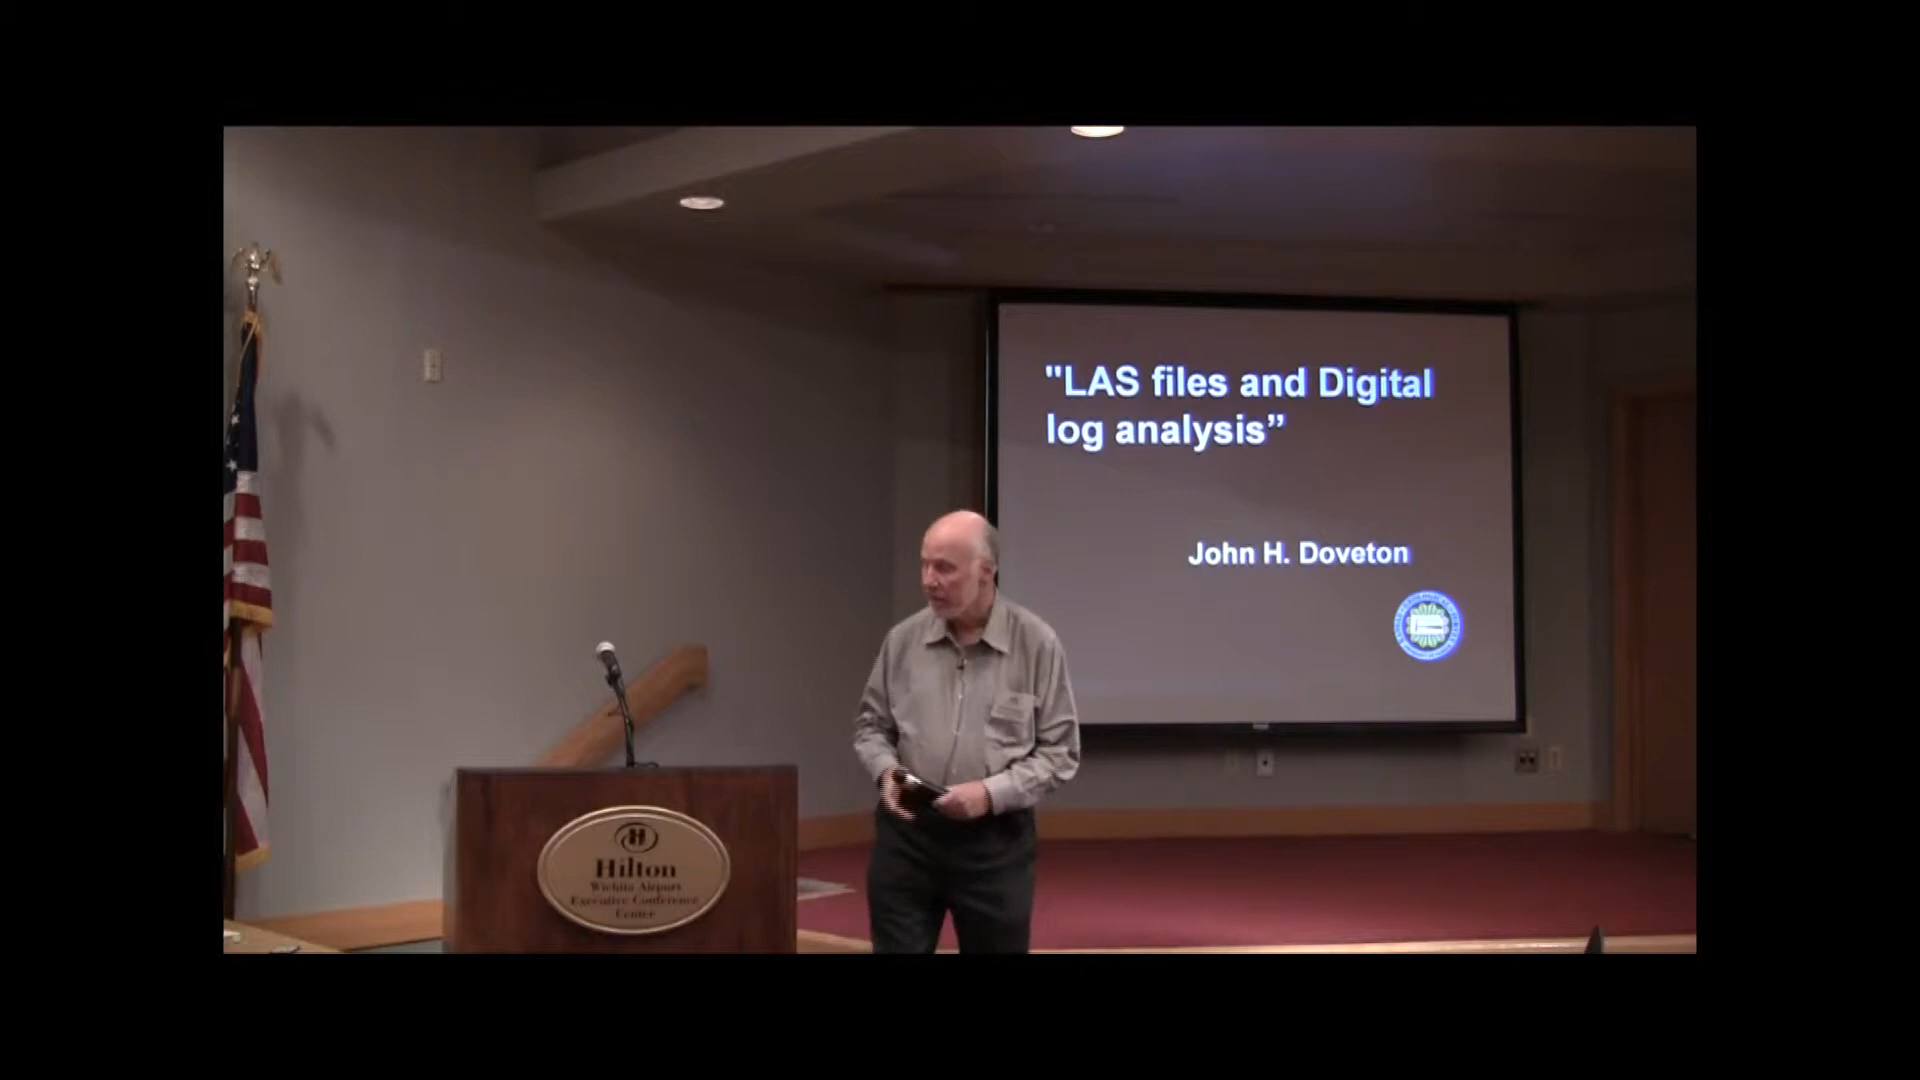 "LAS files and Digital
log analysis”
John H. Doveton
H
Hilton
Wichita Airport
Executive Conference
Center